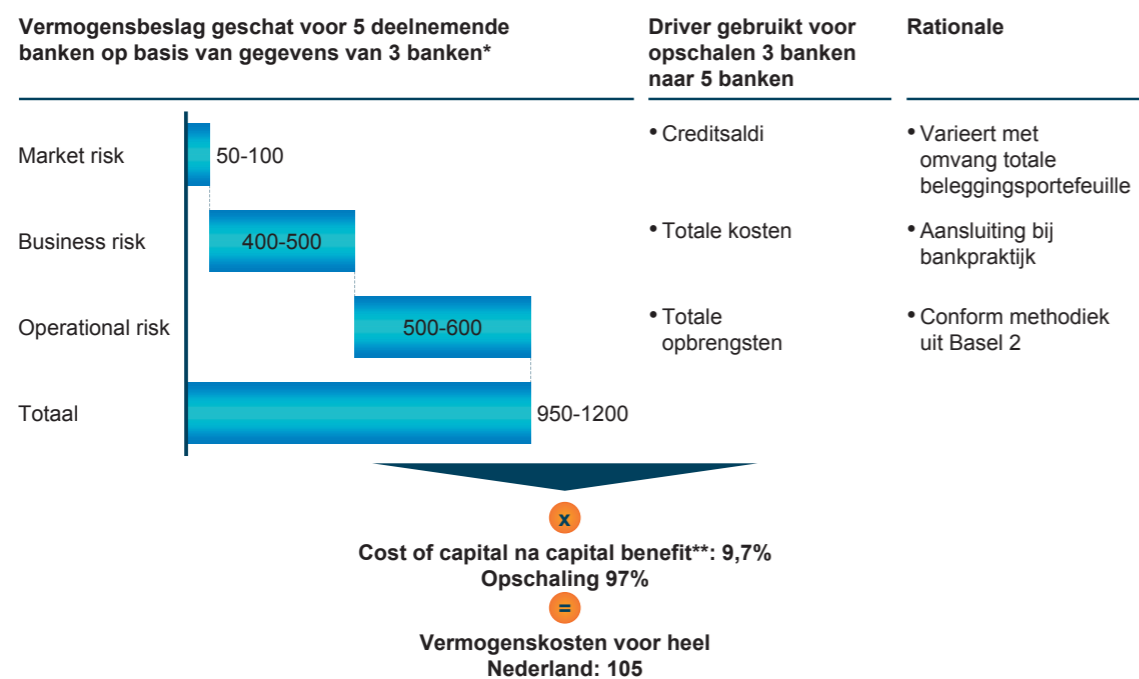 Vermogensbeslag geschat voor 5 deelnemende
banken op basis van gegevens van 3 banken*
Driver gebruikt voor
opschalen 3 banken
naar 5 banken
Rationale
Market risk
50-100
• Creditsaldi
• Varieert met
omvang totale
beleggingsportefeuille
Business risk
400-500
• Totale kosten
• Aansluiting bij
bankpraktijk
Operational risk
500-600
• Totale
opbrengsten
• Conform methodiek
uit Basel 2
Totaal
950-1200
x
Cost of capital na capital benefit**: 9,7%
Opschaling 97%
=
Vermogenskosten voor heel
Nederland: 105